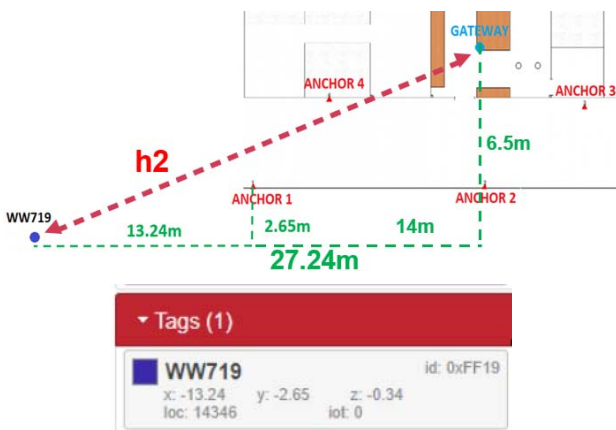 GATEWAY
ANCHOR 4
ANCHOR 3
6.5m
h2
ANCHOR 1
ANCHOR 2
WW719
13.24m
2.65m
14m
27.24m
Tags (1)
WW719 id: 0xFF19
x: -13.24 y: -2.65 z: -0.34
loc: 14346 iot: 0